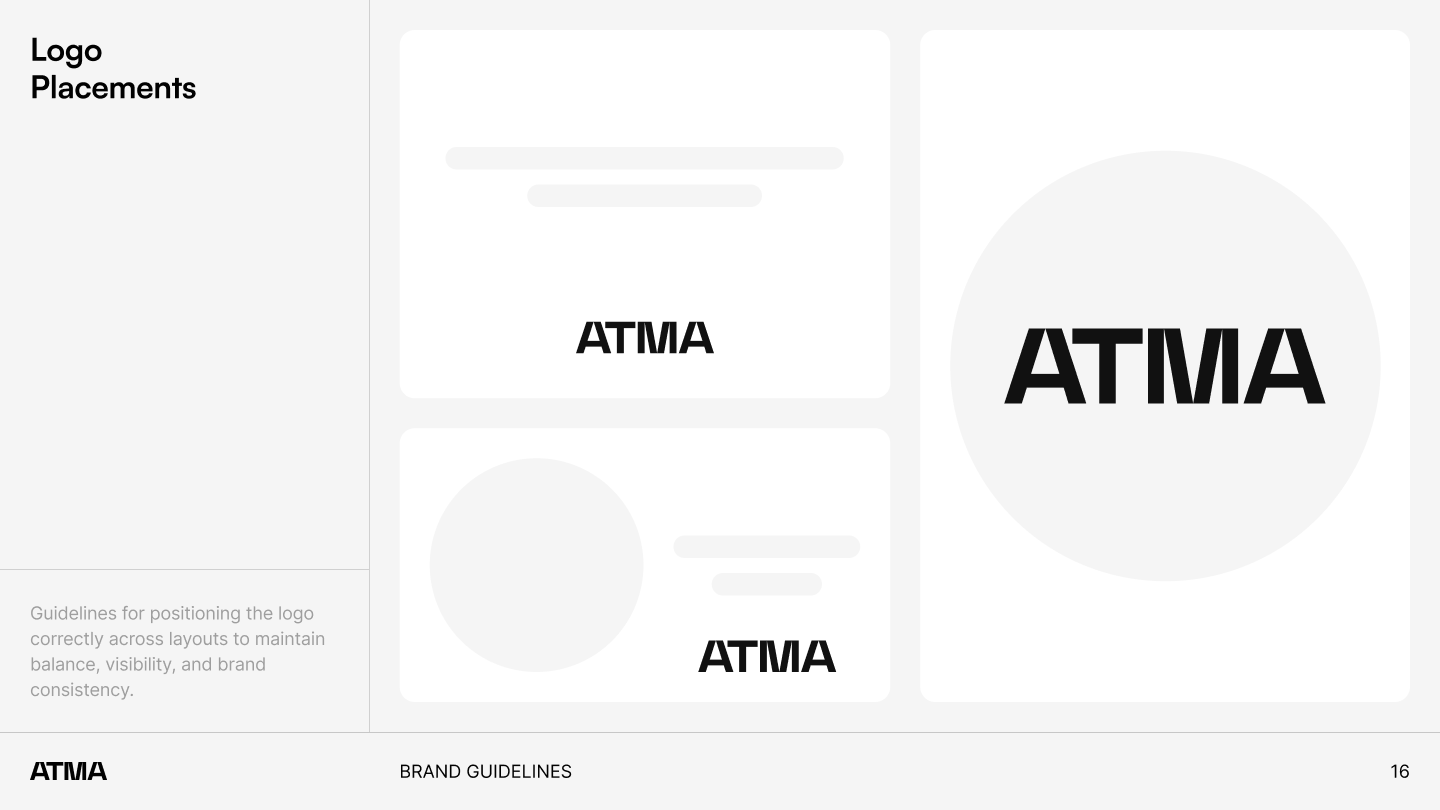 Logo
Placements
Guidelines for positioning the logo
correctly across layouts to maintain
balance, visibility, and brand
consistency.
ATMA
ATMA
ATMA
ATMA
BRAND GUIDELINES
16